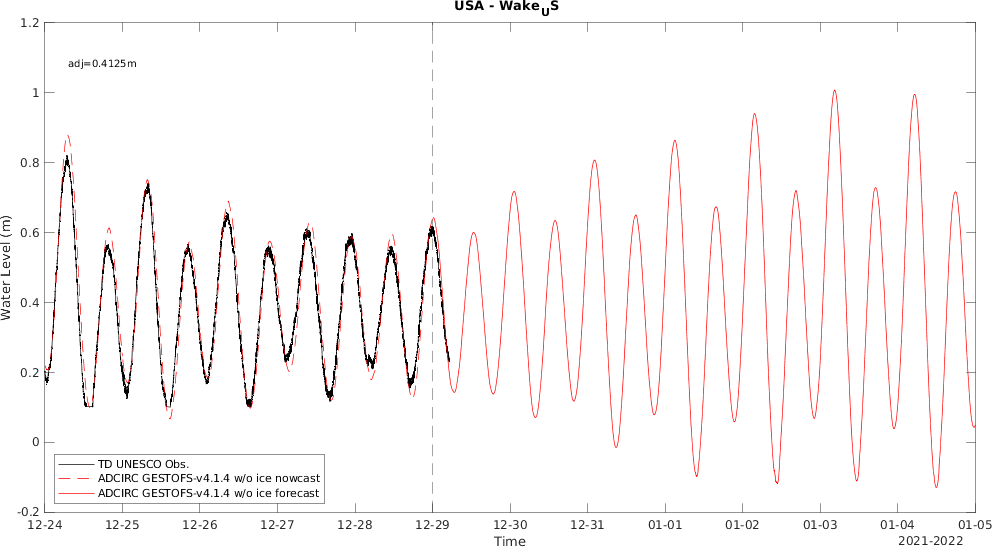 USA - Wake_US
1.2
adj=0.4125m
1
0.8
0.6
Water Level (m)
0.4
0.2
0
-0.2
TD UNESCO Obs.
ADCIRC GESTOFS-v4.1.4 w/o ice nowcast
ADCIRC GESTOFS-v4.1.4 w/o ice forecast
12-24 12-25 12-26 12-27 12-28 12-29 12-30 12-31 01-01 01-02 01-03 01-04 01-05
Time
2021-2022